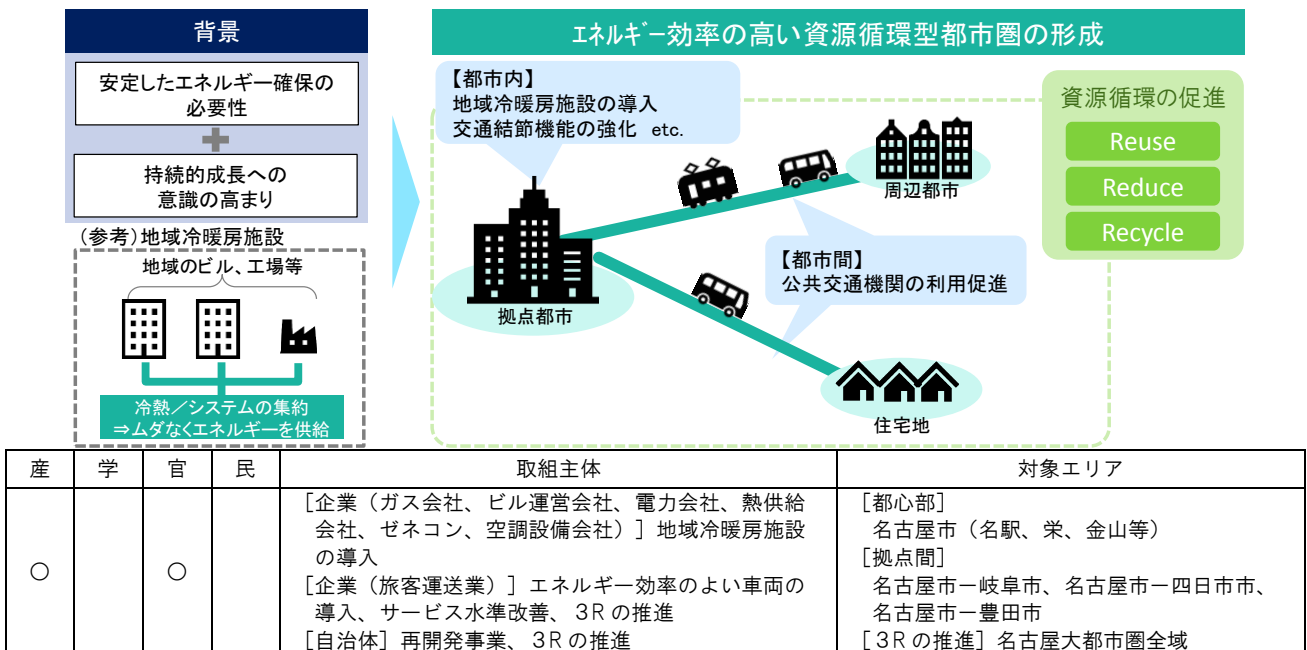 背景
安定したエネルギー確保の
必要性
持続的成長への
意識の高まり
(参考)地域冷暖房施設
地域のビル、工場等
冷熱／システムの集約
⇒ムダなくエネルギーを供給
エネルギー効率の高い資源循環型都市圏の形成
【都市内】
地域冷暖房施設の導入
交通結節機能の強化 etc.
資源循環の促進
Reuse
Reduce
Recycle
周辺都市
【都市間】
公共交通機関の利用促進
拠点都市
住宅地
産 学 官 民 取組主体 対象エリア
○ ○
［企業（ガス会社、ビル運営会社、電力会社、熱供給
会社、ゼネコン、空調設備会社）］地域冷暖房施設
の導入
［企業（旅客運送業）］エネルギー効率のよい車両の
導入、サービス水準改善、３Rの推進
［自治体］再開発事業、３Rの推進
［都心部］
名古屋市（名駅、栄、金山等）
［拠点間］
名古屋市ー岐阜市、名古屋市ー四日市市、
名古屋市ー豊田市
［３Rの推進］名古屋大都市圏全域